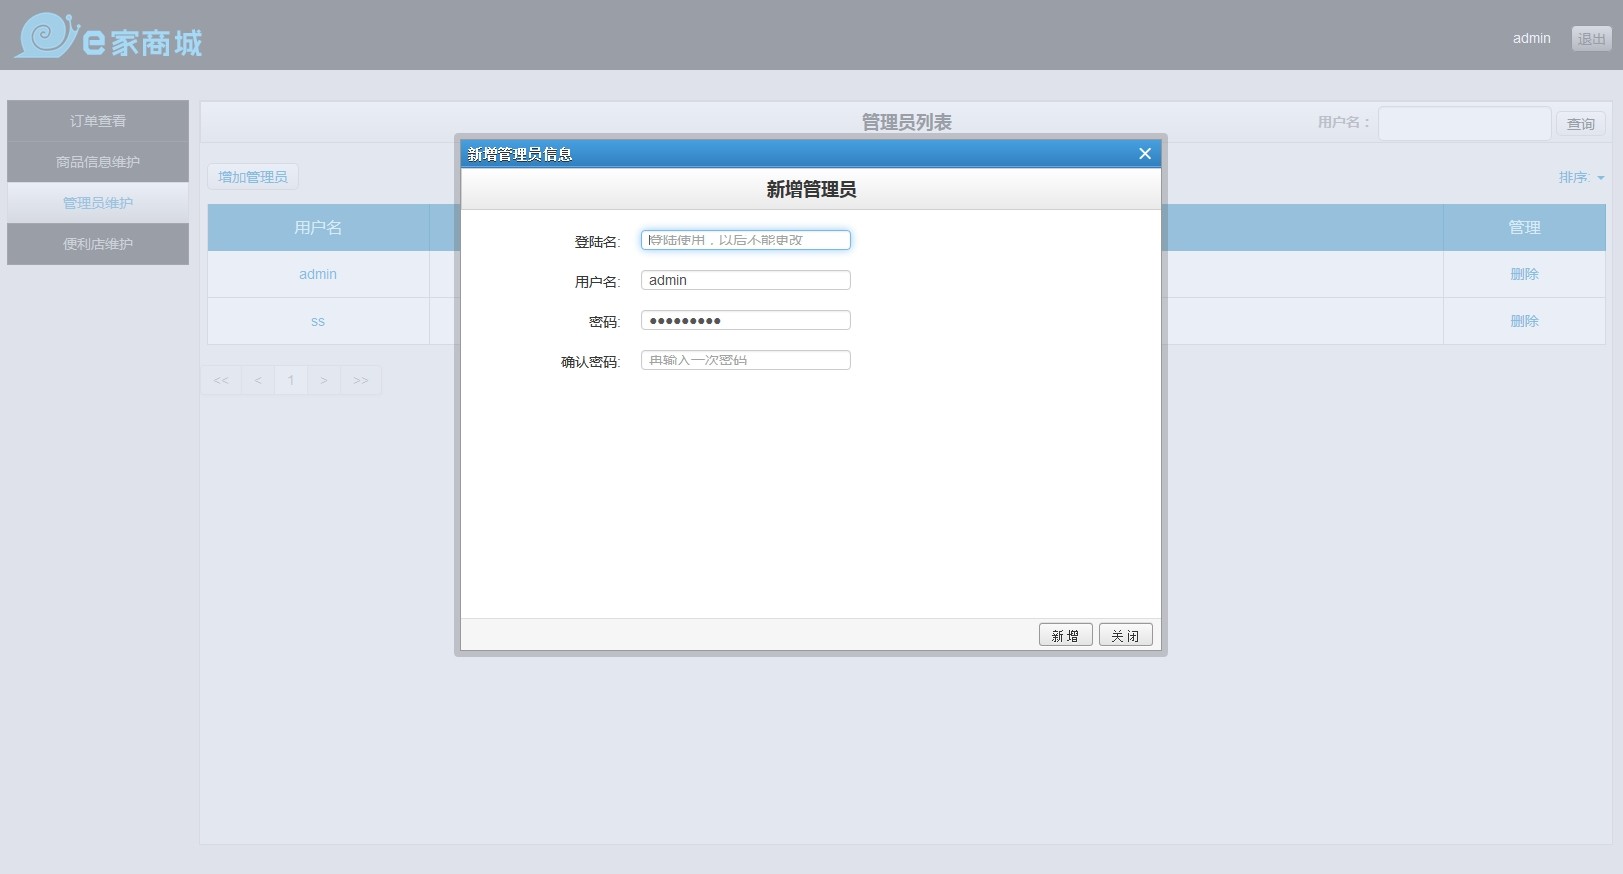 e家商城
admin
退出
订单查看
商品信息维护
管理员维护
便利店维护
管理员列表
用户名：
查询
增加管理员
排序:
用户名
管理
admin
删除
ss
删除
<<
<
1
>
>>
新增管理员信息
新增管理员
登陆名:
登陆使用，以后不能更改
用户名:
admin
密码:
•••••••••
确认密码:
再输入一次密码
新增
关闭